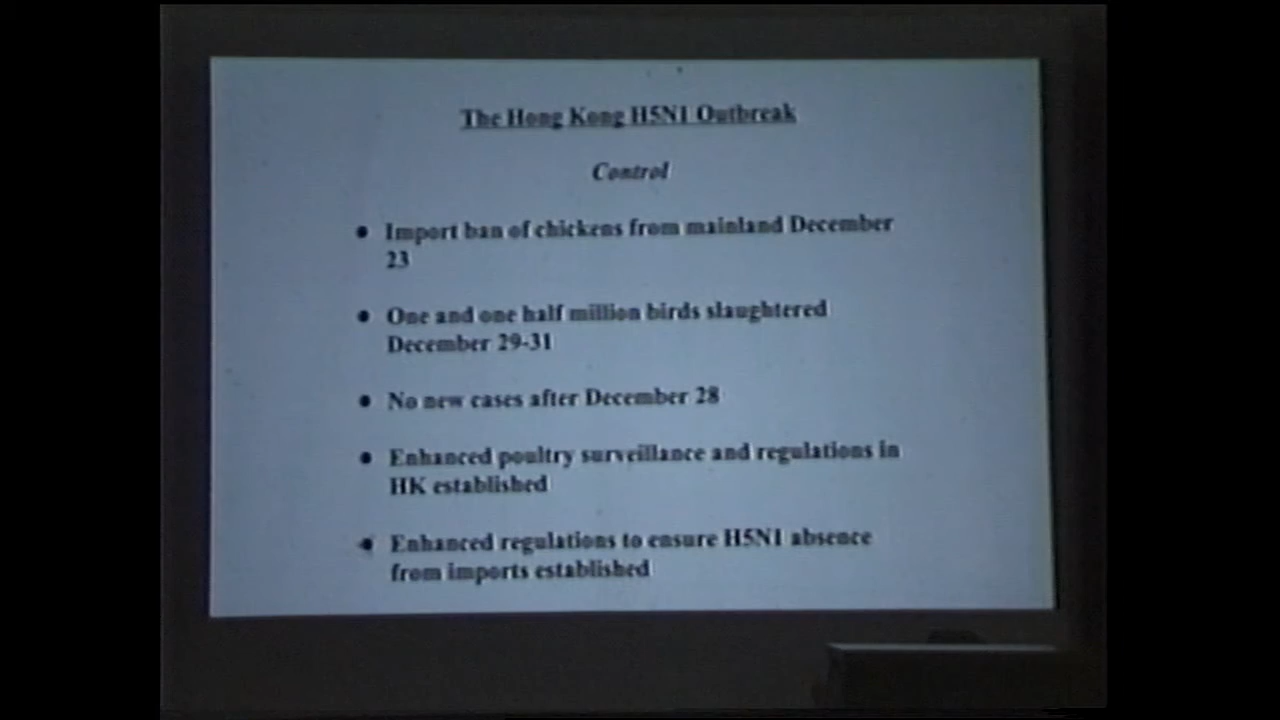 The Hong Kong H5N1 Outbreak
Control
• Import ban of chickens from mainland December
23
• One and one half million birds slaughtered
December 29-31
• No new cases after December 28
• Enhanced poultry surveillance and regulations in
HK established
• Enhanced regulations to ensure H5N1 absence
from imports established